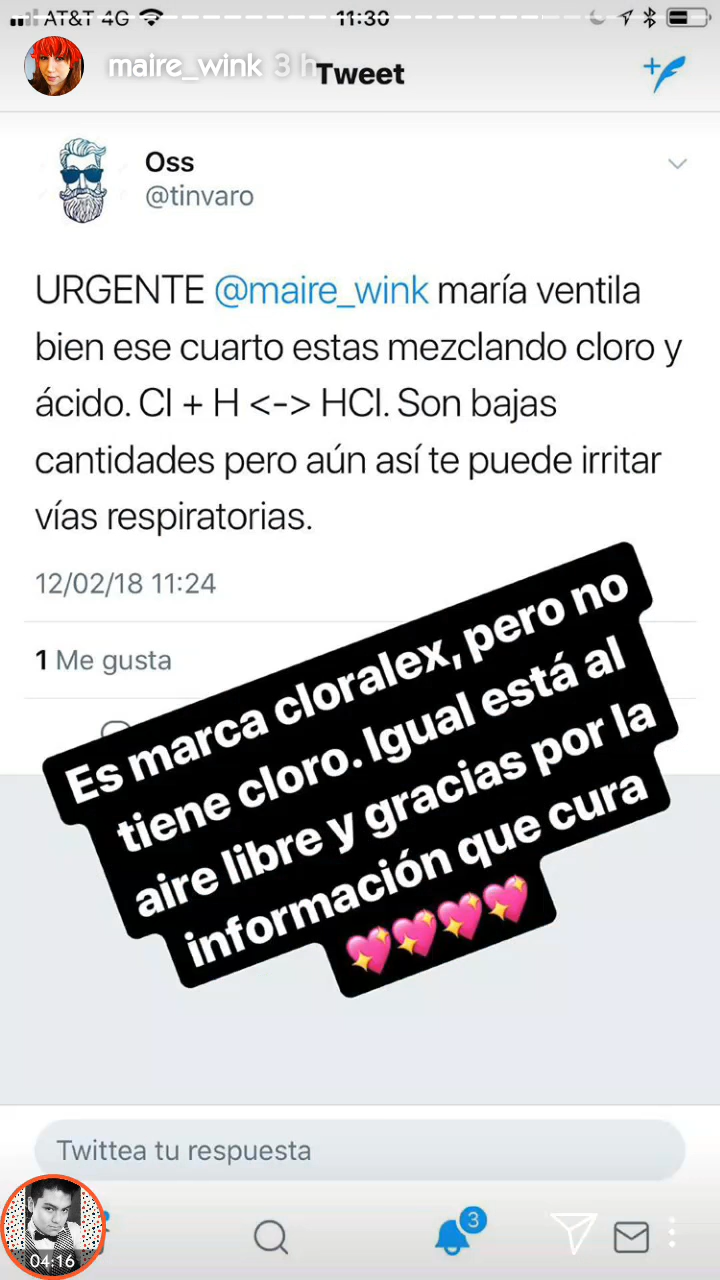 AT&T 4G 11:30
maire_wink 3 h
Tweet
Oss
@tinvaro
URGENTE @maire_wink maría ventila
bien ese cuarto estas mezclando cloro y
ácido. Cl + H <-> HCl. Son bajas
cantidades pero aún así te puede irritar
vías respiratorias.
12/02/18 11:24
1 Me gusta
Es marca cloralex, pero no
tiene cloro. Igual está al
aire libre y gracias por la
información que cura
💖💖💖💖
Twittea tu respuesta
3
04:16